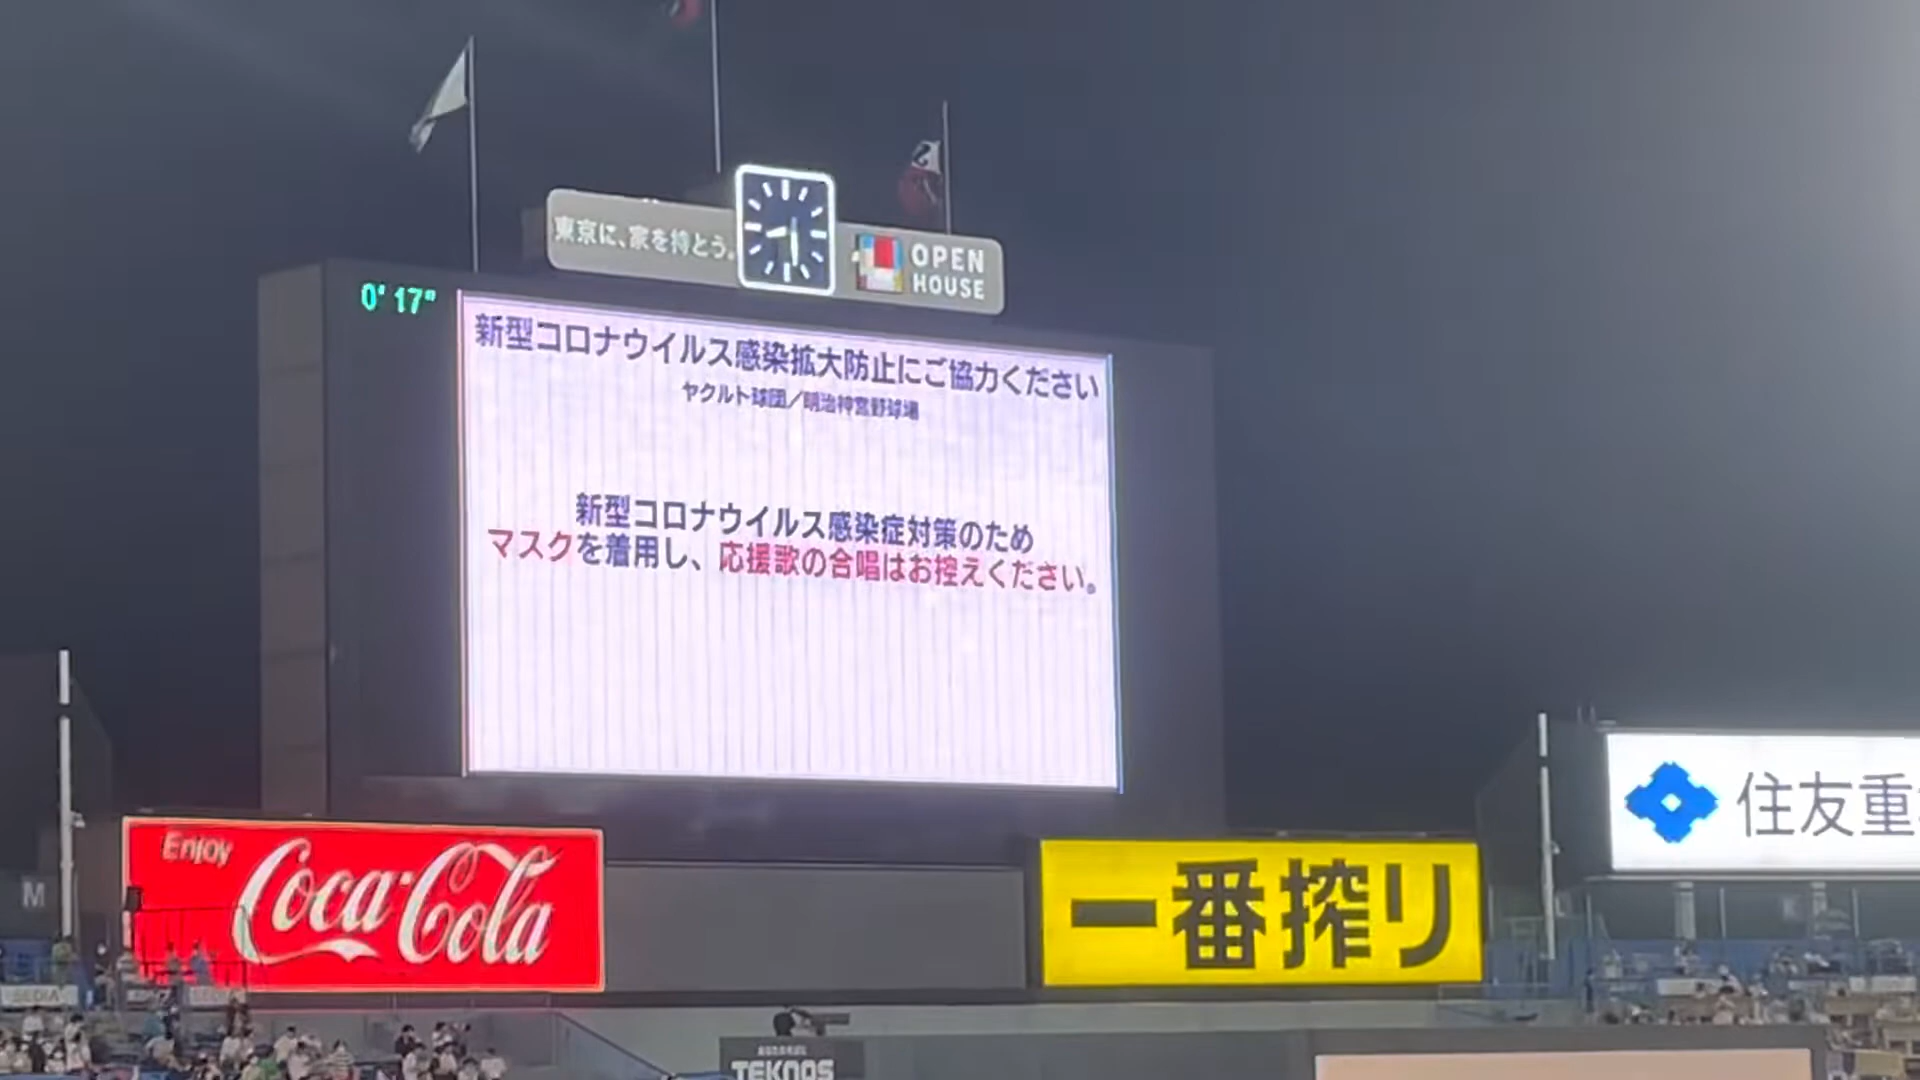 東京に、家を持とう。
OPEN
HOUSE
0' 17"
新型コロナウイルス感染拡大防止にご協力ください
ヤクルト球団／明治神宮野球場
新型コロナウイルス感染症対策のため
マスクを着用し、応援歌の合唱はお控えください。
Enjoy
Coca-Cola
一番搾り
住友重
M
SEDIA
TEKNOS